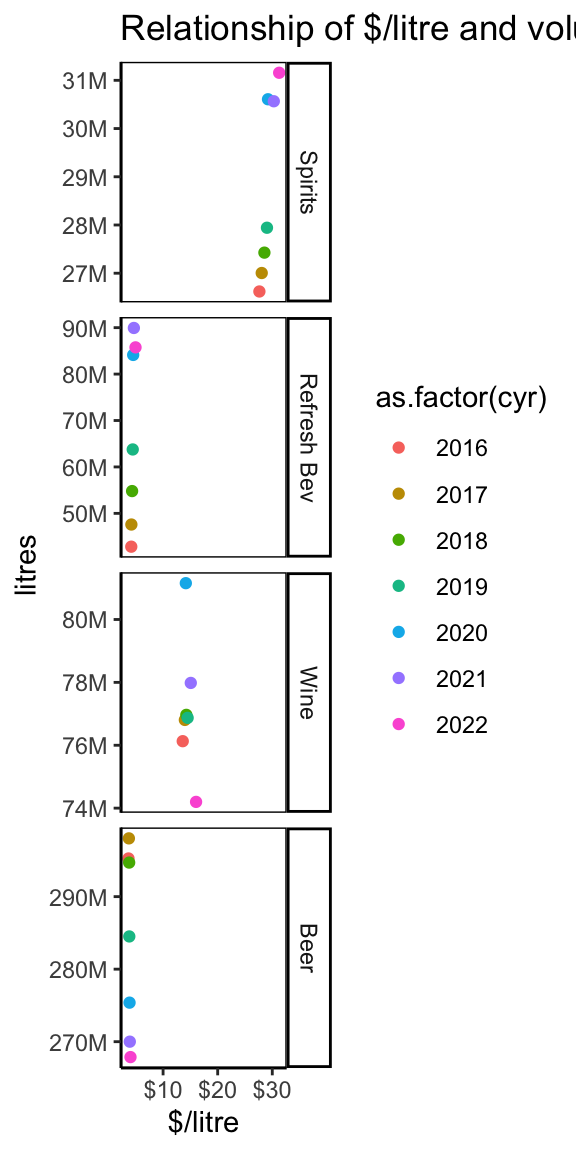 Relationship of $/litre and volu
31M
30M
29M
28M
27M
Spirits
90M
80M
70M
60M
50M
Refresh Bev
80M
78M
76M
74M
Wine
290M
280M
270M
Beer
litres
$10 $20 $30
$/litre
as.factor(cyr)
2016
2017
2018
2019
2020
2021
2022